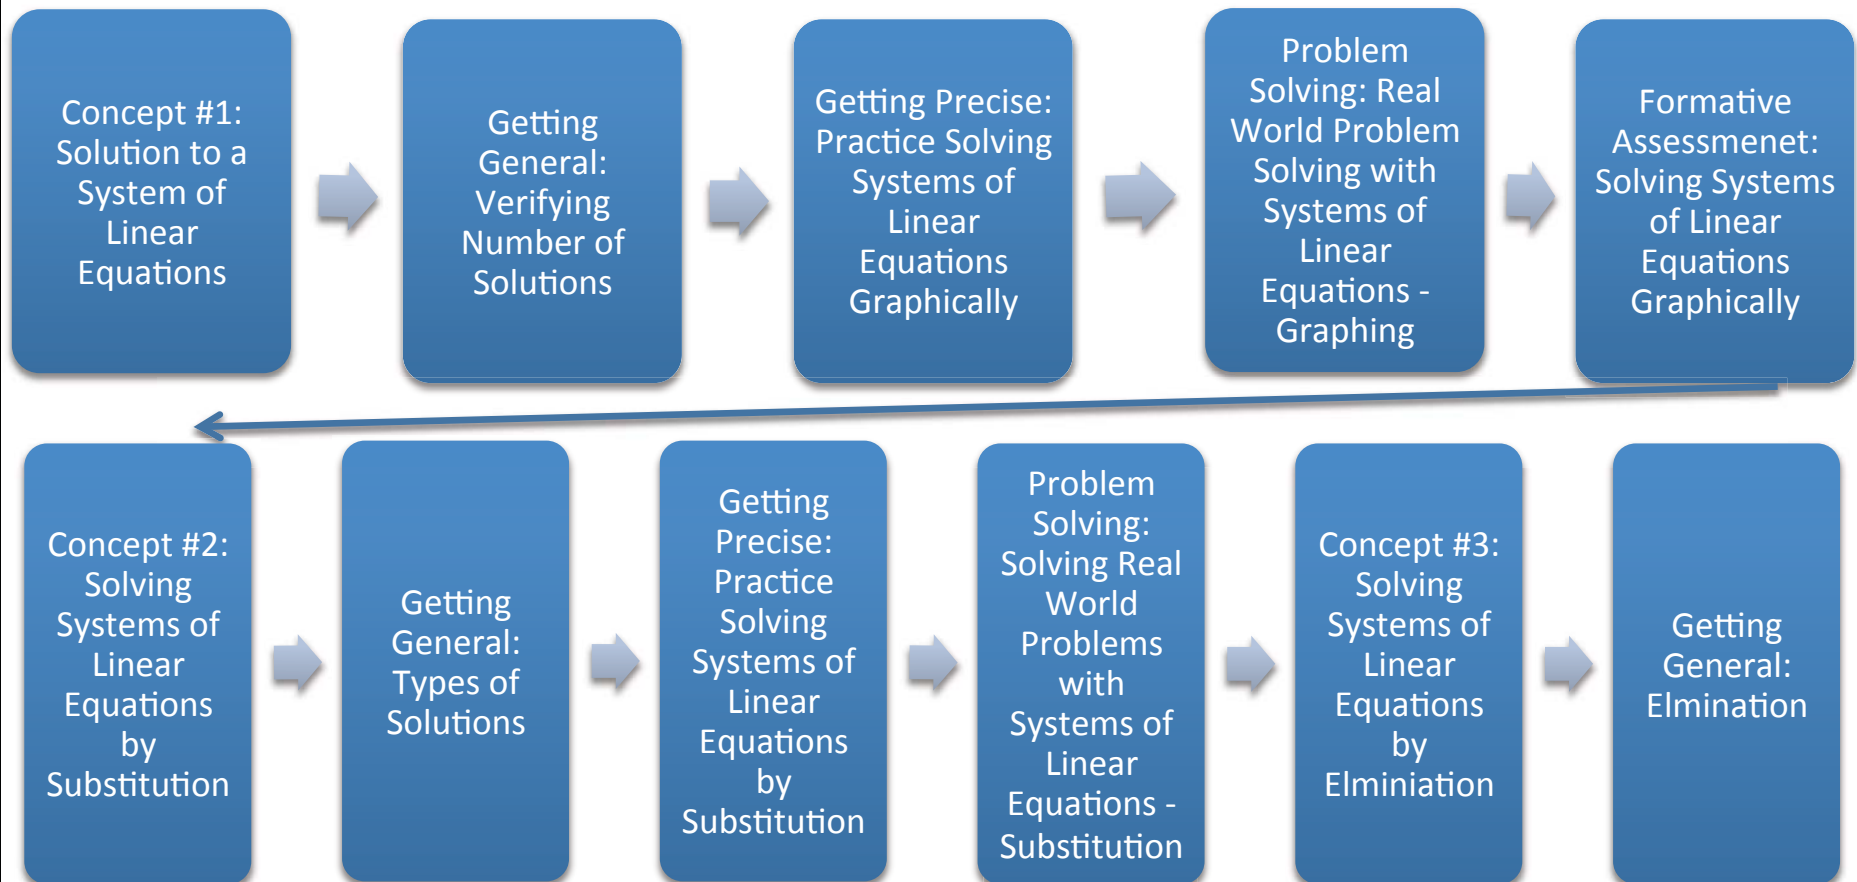 Concept #1:
Solution to a
System of
Linear
Equations
Getting
General:
Verifying
Number of
Solutions
Getting Precise:
Practice Solving
Systems of
Linear
Equations
Graphically
Problem
Solving: Real
World Problem
Solving with
Systems of
Linear
Equations -
Graphing
Formative
Assessmenet:
Solving Systems
of Linear
Equations
Graphically
Concept #2:
Solving
Systems of
Linear
Equations
by
Substitution
Getting
General:
Types of
Solutions
Getting
Precise:
Practice
Solving
Systems of
Linear
Equations
by
Substitution
Problem
Solving:
Solving Real
World
Problems
with
Systems of
Linear
Equations -
Substitution
Concept #3:
Solving
Systems of
Linear
Equations
by
Elminiation
Getting
General:
Elmination